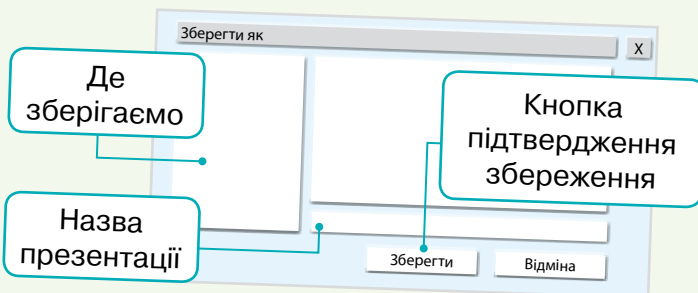 Зберегти як
X
Де
зберігаємо
Кнопка
підтвердження
збереження
Назва
презентації
Зберегти
Відміна